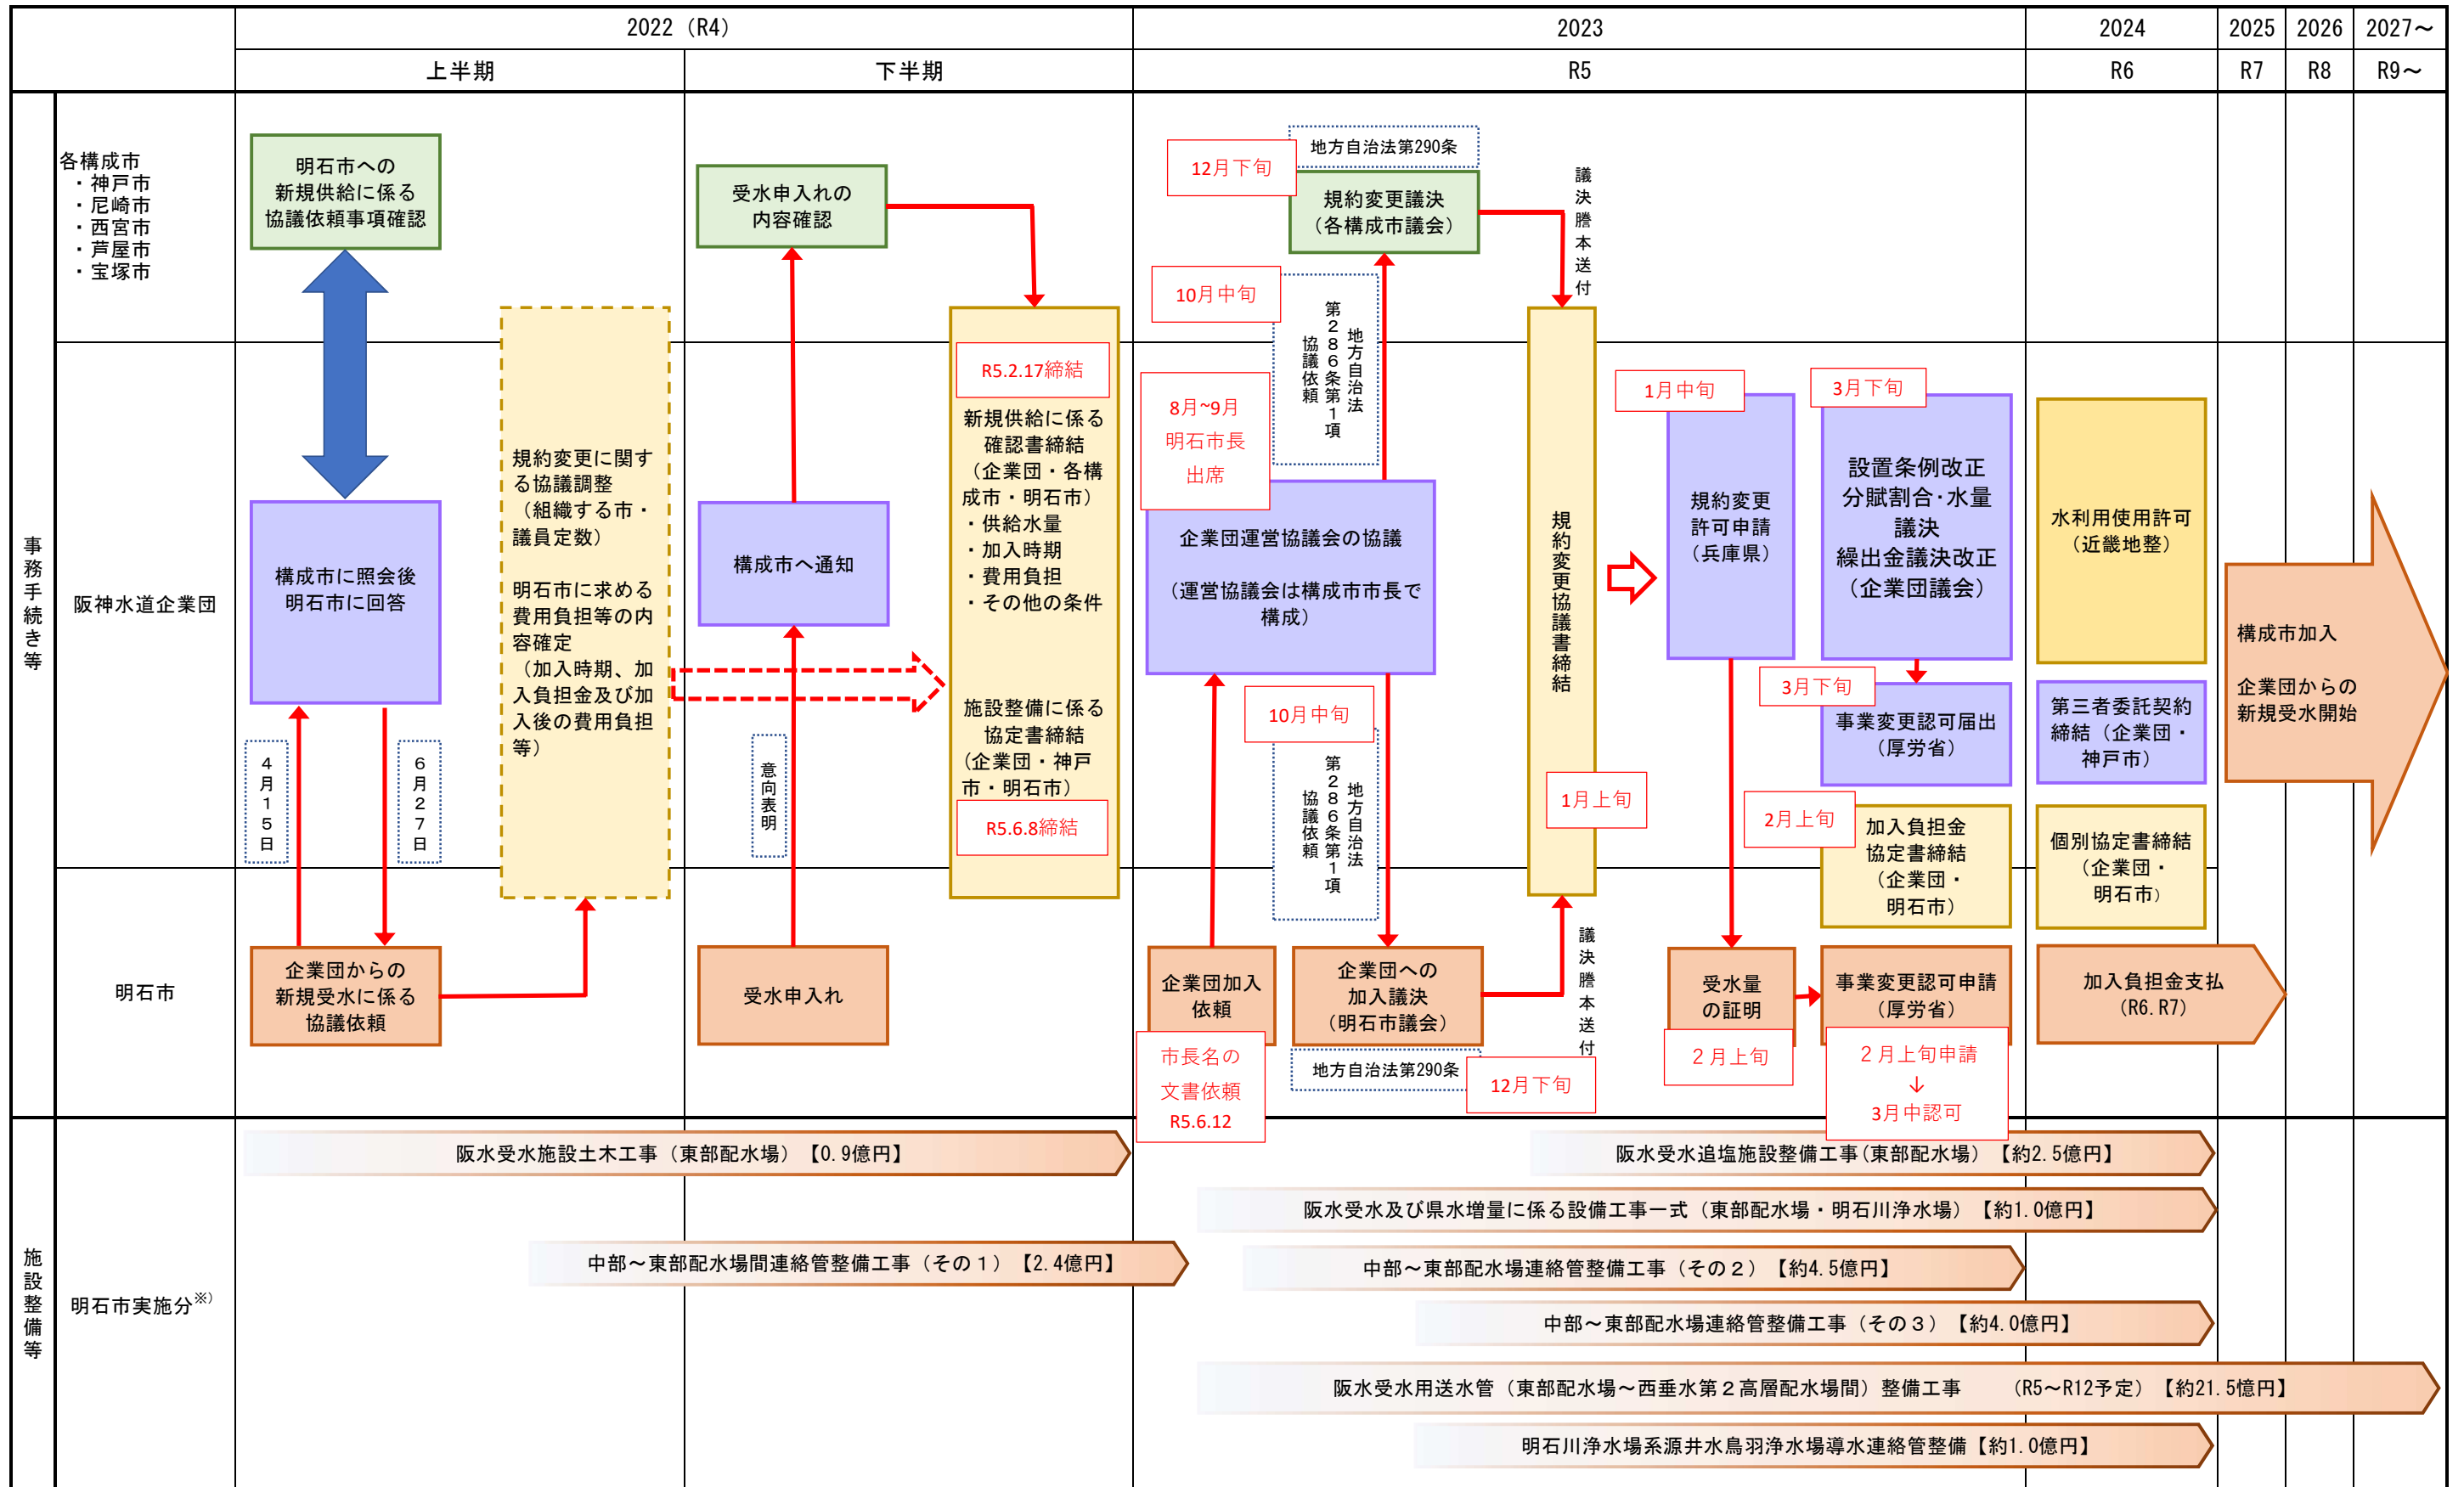 2022（R4）
2023
2024
2025
2026
2027～
上半期
下半期
R5
R6
R7
R8
R9～
事務手続き等
各構成市
・神戸市
・尼崎市
・西宮市
・芦屋市
・宝塚市
明石市への
新規供給に係る
協議依頼事項確認
受水申入れの
内容確認
12月下旬
地方自治法第290条
規約変更議決
（各構成市議会）
議決謄本送付
10月中旬
地方自治法
第２８６条第１項
協議依頼
阪神水道企業団
構成市に照会後
明石市に回答
4月15日
6月27日
規約変更に関す
る協議調整
（組織する市・
議員定数）
明石市に求める
費用負担等の内
容確定
（加入時期、加
入負担金及び加
入後の費用負担
等）
構成市へ通知
意向表明
R5.2.17締結
新規供給に係る
確認書締結
（企業団・各構
成市・明石市）
・供給水量
・加入時期
・費用負担
・その他の条件
施設整備に係る
協定書締結
(企業団・神戸
市・明石市)
R5.6.8締結
8月~9月
明石市長
出席
企業団運営協議会の協議
（運営協議会は構成市市長で
構成）
10月中旬
地方自治法
第２８６条第１項
協議依頼
規約変更協議書締結
1月上旬
1月中旬
規約変更
許可申請
（兵庫県）
3月下旬
設置条例改正
分賦割合･水量
議決
繰出金議決改正
（企業団議会）
3月下旬
事業変更認可届出
（厚労省）
2月上旬
加入負担金
協定書締結
（企業団・
明石市）
水利用使用許可
（近畿地整）
第三者委託契約
締結（企業団・
神戸市）
個別協定書締結
（企業団・
明石市）
構成市加入
企業団からの
新規受水開始
明石市
企業団からの
新規受水に係る
協議依頼
受水申入れ
企業団加入
依頼
市長名の
文書依頼
R5.6.12
企業団への
加入議決
（明石市議会）
地方自治法第290条
12月下旬
議決謄本送付
受水量
の証明
２月上旬
事業変更認可申請
（厚労省）
２月上旬申請
↓
3月中認可
加入負担金支払
(R6.R7)
施設整備等
明石市実施分※）
阪水受水施設土木工事（東部配水場）【0.9億円】
阪水受水追塩施設整備工事(東部配水場）【約2.5億円】
阪水受水及び県水増量に係る設備工事一式（東部配水場・明石川浄水場）【約1.0億円】
中部～東部配水場間連絡管整備工事（その１）【2.4億円】
中部～東部配水場連絡管整備工事（その２）【約4.5億円】
中部～東部配水場連絡管整備工事（その３）【約4.0億円】
阪水受水用送水管（東部配水場～西垂水第２高層配水場間）整備工事　（R5～R12予定）【約21.5億円】
明石川浄水場系源井水鳥羽浄水場導水連絡管整備【約1.0億円】